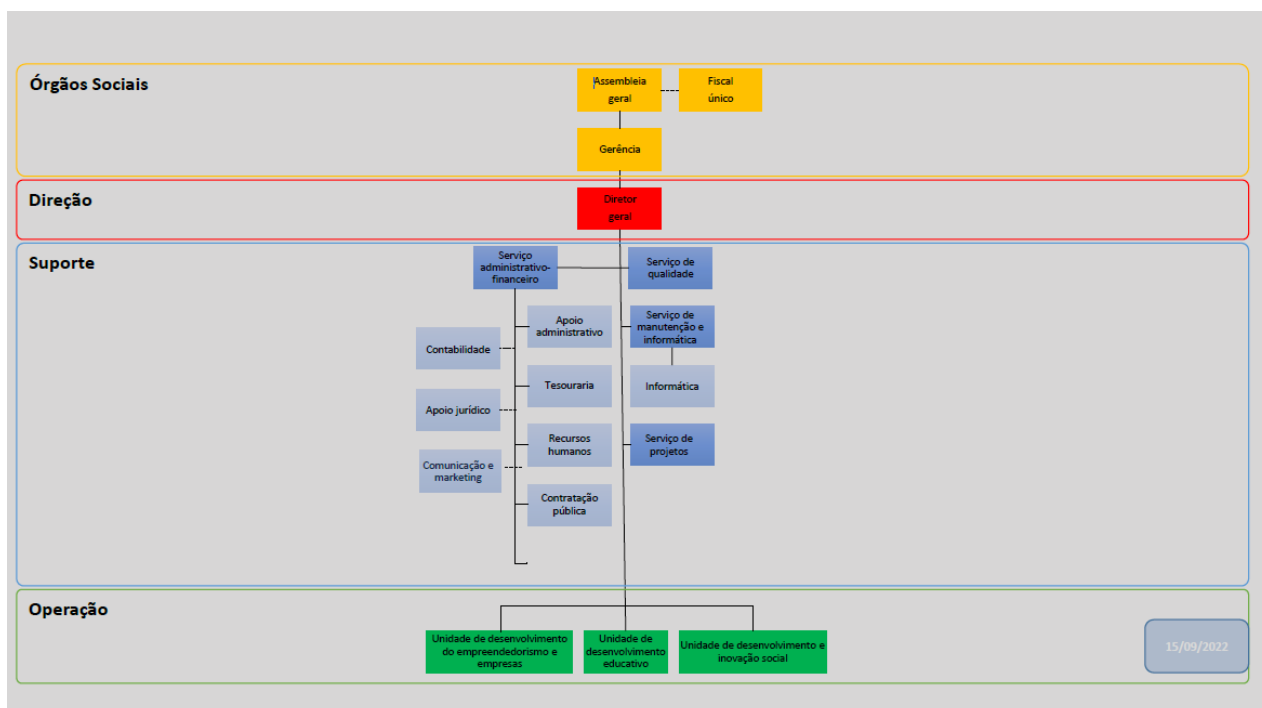 Órgãos Sociais
Assembleia
geral
Fiscal
único
Gerência
Direção
Diretor
geral
Suporte
Serviço
administrativo-
financeiro
Serviço de
qualidade
Apoio
administrativo
Serviço de
manutenção e
informática
Contabilidade
Tesouraria
Informática
Apoio jurídico
Recursos
humanos
Serviço de
projetos
Comunicação e
marketing
Contratação
pública
Operação
Unidade de desenvolvimento
do empreendedorismo e
empresas
Unidade de
desenvolvimento
educativo
Unidade de desenvolvimento e
inovação social
15/09/2022